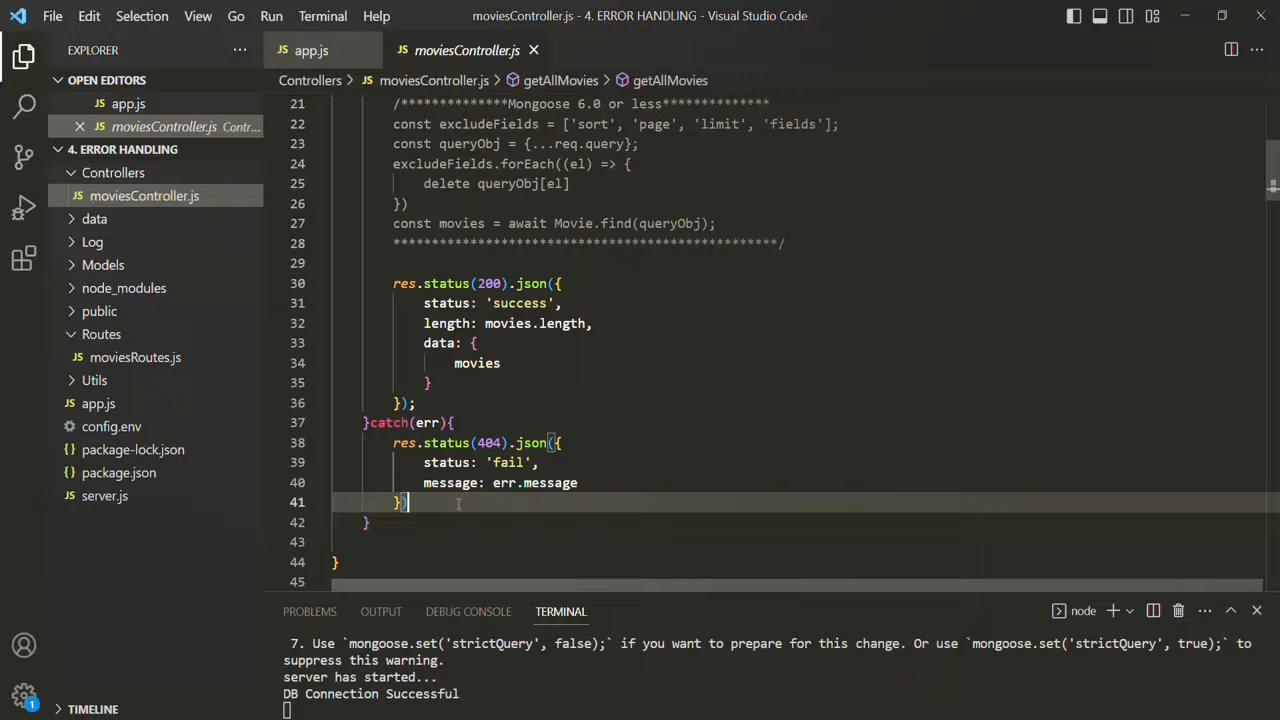 File Edit Selection View Go Run Terminal Help moviesController.js - 4. ERROR HANDLING - Visual Studio Code
EXPLORER
OPEN EDITORS
JS app.js
JS moviesController.js Contr...
4. ERROR HANDLING
Controllers
JS moviesController.js
data
Log
Models
node_modules
public
Routes
JS moviesRoutes.js
Utils
JS app.js
config.env
{} package-lock.json
{} package.json
JS server.js
1
TIMELINE
JS app.js JS moviesController.js
Controllers > JS moviesController.js > getAllMovies > getAllMovies
21 /**************Mongoose 6.0 or less**************
22 const excludeFields = ['sort', 'page', 'limit', 'fields'];
23 const queryObj = {...req.query};
24 excludeFields.forEach((el) => {
25 delete queryObj[el]
26 })
27 const movies = await Movie.find(queryObj);
28 **************************************************/
29
30 res.status(200).json({
31 status: 'success',
32 length: movies.length,
33 data: {
34 movies
35 }
36 });
37 }catch(err){
38 res.status(404).json({
39 status: 'fail',
40 message: err.message
41 })
42 }
43
44 }
45
PROBLEMS OUTPUT DEBUG CONSOLE TERMINAL node
7. Use `mongoose.set('strictQuery', false);` if you want to prepare for this change. Or use `mongoose.set('strictQuery', true);` to
suppress this warning.
server has started...
DB Connection Successful